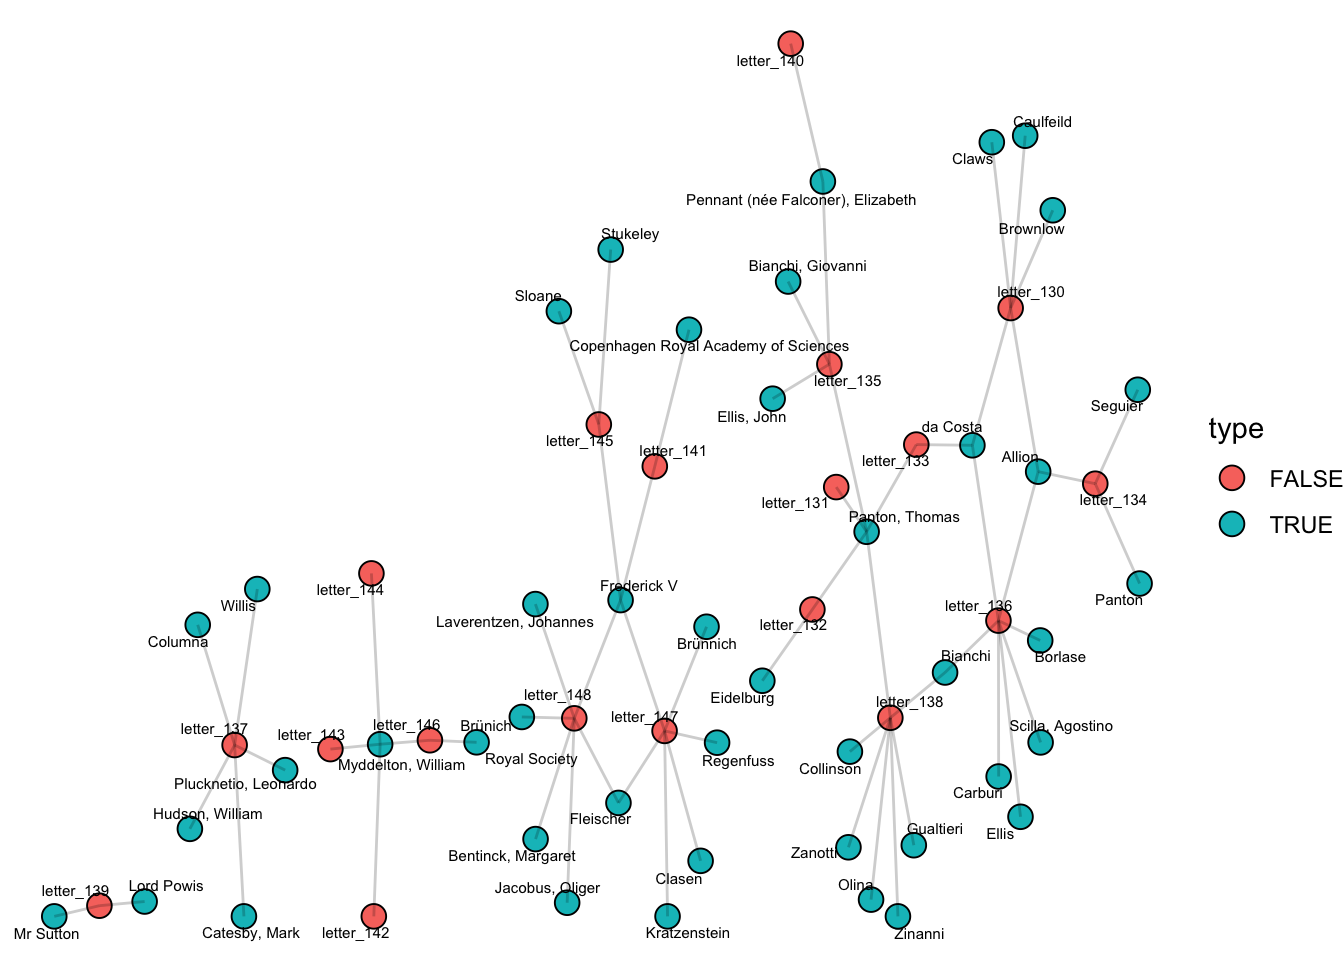 letter_140
Caulfeild
Claws
Pennant (née Falconer), Elizabeth
Brownlow
Stukeley
Bianchi, Giovanni
Sloane
letter_130
Copenhagen Royal Academy of Sciences
letter_135
Seguier
Ellis, John
da Costa
type
letter_145
letter_141
letter_133
Allion
FALSE
letter_131
letter_134
Panton, Thomas
TRUE
letter_144
Frederick V
Panton
Willis
Laverentzen, Johannes
letter_132
letter_136
Columna
Brünnich
Bianchi
Borlase
letter_148
Eidelburg
letter_138
letter_137
letter_143
letter_146
Brünich
letter_147
Scilla, Agostino
Myddelton, William
Royal Society
Regenfuss
Collinson
Plucknetio, Leonardo
Carburi
Hudson, William
Fleischer
Gualtieri
Ellis
Bentinck, Margaret
Zanotti
letter_139
Lord Powis
Jacobus, Oliger
Clasen
Olina
Mr Sutton
Catesby, Mark
letter_142
Kratzenstein
Zinanni